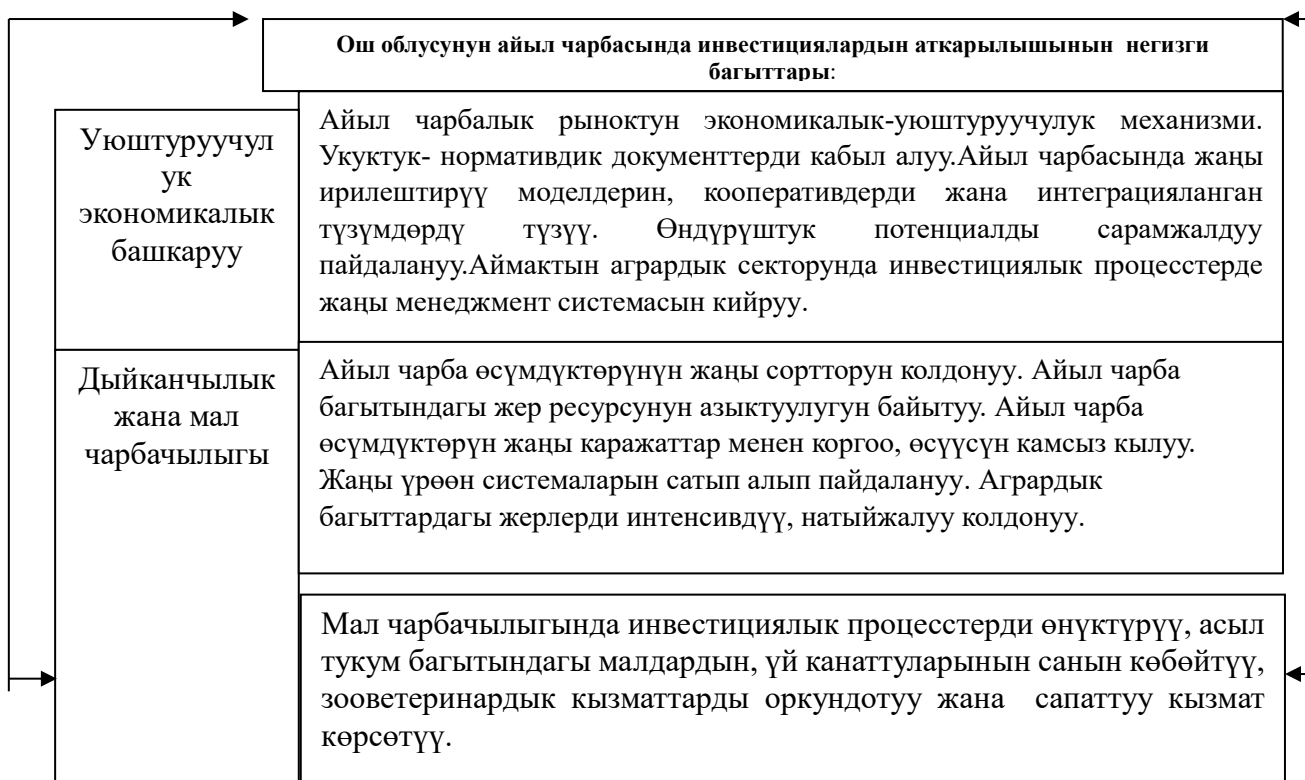 Ош облусунун айыл чарбасында инвестициялардын аткарылышынын негизги
багыттары:
Уюштуруучул
ук
экономикалык
башкаруу
Айыл чарбалык рыноктун экономикалык-уюштуруучулук механизми.
Укуктук- нормативдик документтерди кабыл алуу.Айыл чарбасында жаңы
ирилештирүү моделдерин, кооперативдерди жана интеграцияланган
түзүмдөрдү түзүү. Өндүрүштук потенциалды сарамжалдуу
пайдалануу.Аймактын агрардык секторунда инвестициялык процесстерде
жаңы менеджмент системасын кийруу.
Дыйканчылык
жана мал
чарбачылыгы
Айыл чарба өсүмдүктөрүнүн жаңы сортторун колдонуу. Айыл чарба
багытындагы жер ресурсунун азыктуулугун байытуу. Айыл чарба
өсүмдүктөрүн жаңы каражаттар менен коргоо, өсүүсүн камсыз кылуу.
Жаңы үрөөн системаларын сатып алып пайдалануу. Агрардык
багыттардагы жерлерди интенсивдүү, натыйжалуу колдонуу.
Мал чарбачылыгында инвестициялык процесстерди өнүктүрүү, асыл
тукум багытындагы малдардын, үй канаттуларынын санын көбөйтүү,
зооветеринардык кызматтарды оркундотуу жана сапаттуу кызмат
көрсөтүү.